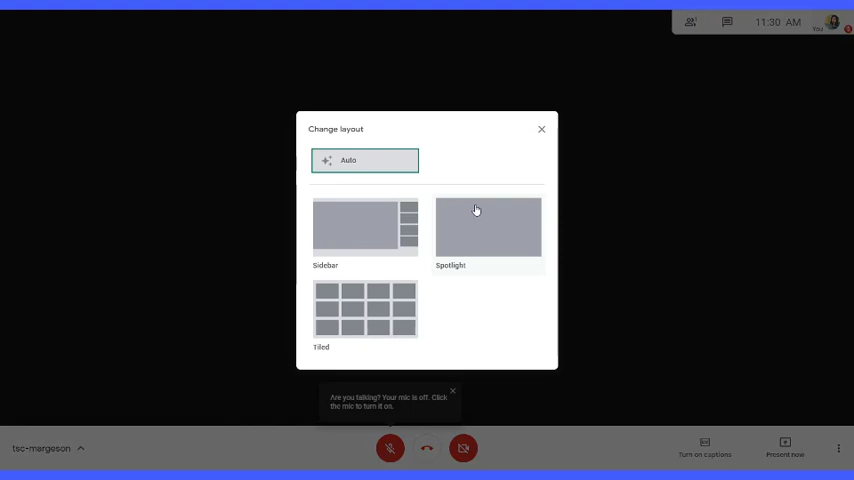 11:30 AM
You
Change layout
Auto
Sidebar
Spotlight
Tiled
Are you talking? Your mic is off. Click
the mic to turn it on.
tsc-margeson
Turn on captions
Present now